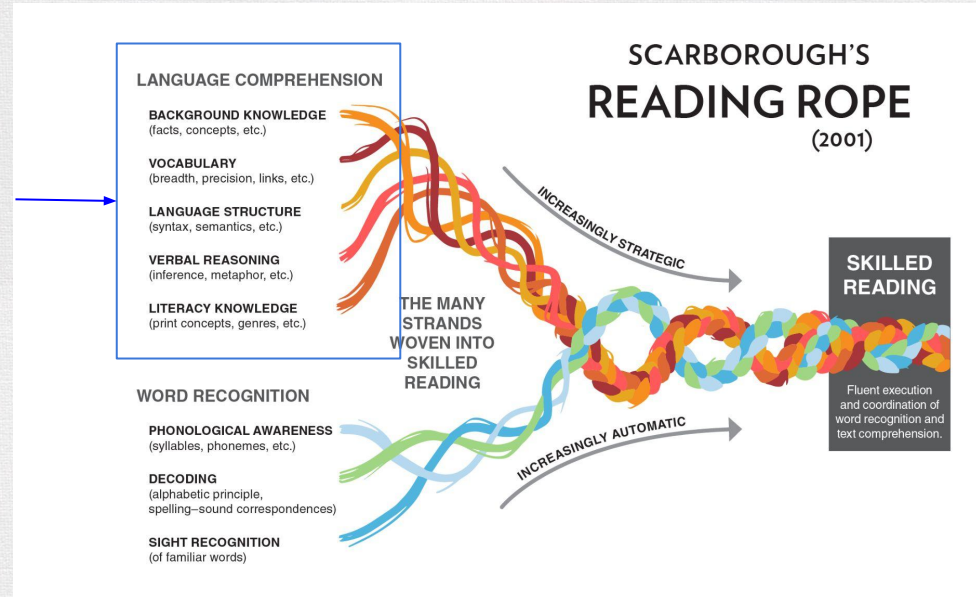 SCARBOROUGH'S
READING ROPE
(2001)
LANGUAGE COMPREHENSION
BACKGROUND KNOWLEDGE
(facts, concepts, etc.)
VOCABULARY
(breadth, precision, links, etc.)
LANGUAGE STRUCTURE
(syntax, semantics, etc.)
VERBAL REASONING
(inference, metaphor, etc.)
LITERACY KNOWLEDGE
(print concepts, genres, etc.)
THE MANY
STRANDS
WOVEN INTO
SKILLED
READING
WORD RECOGNITION
PHONOLOGICAL AWARENESS
(syllables, phonemes, etc.)
DECODING
(alphabetic principle,
spelling–sound correspondences)
SIGHT RECOGNITION
(of familiar words)
INCREASINGLY STRATEGIC
INCREASINGLY AUTOMATIC
SKILLED
READING
Fluent execution
and coordination of
word recognition and
text comprehension.